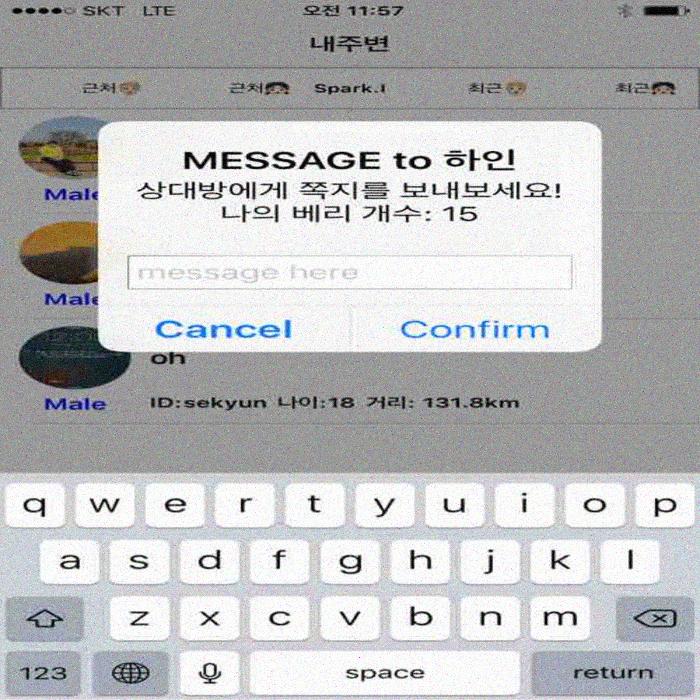 SKT LTE 오전 11:57
내주변
근처 근처 Spark.I 최근 최근
MESSAGE to 하인
상대방에게 쪽지를 보내보세요!
나의 베리 개수: 15
message here
Cancel Confirm
Male
Male
oh
Male ID:sekyun 나이:18 거리: 131.8km
q w e r t y u i o p
a s d f g h j k l
z x c v b n m
123 space return